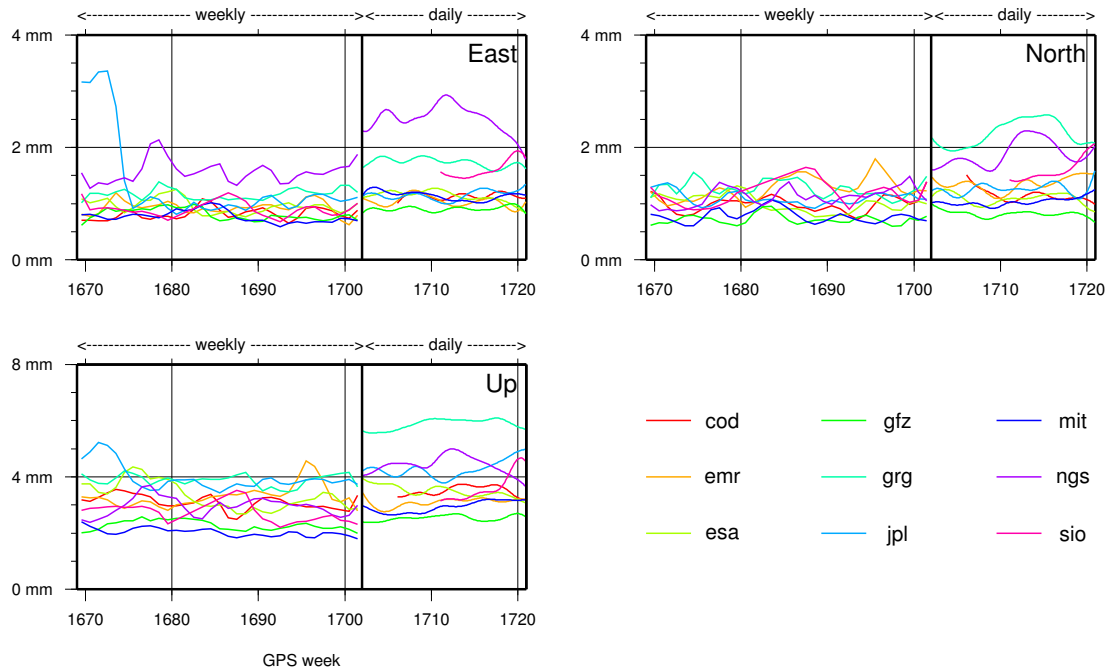 <-------------------- weekly --------------------><--------- daily -------->
4 mm
East
2 mm
0 mm
1670 1680 1690 1700 1710 1720
<-------------------- weekly --------------------><--------- daily -------->
4 mm
North
2 mm
0 mm
1670 1680 1690 1700 1710 1720
<-------------------- weekly --------------------><--------- daily -------->
8 mm
Up
4 mm
0 mm
1670 1680 1690 1700 1710 1720
GPS week
cod gfz mit
emr grg ngs
esa jpl sio